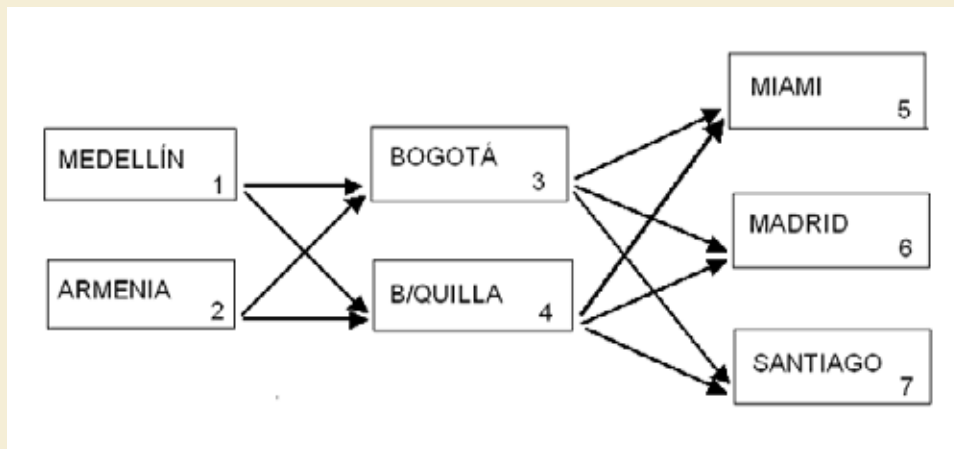 MIAMI
5
MEDELLÍN
1
BOGOTÁ
3
MADRID
6
ARMENIA
2
B/QUILLA
4
SANTIAGO
7